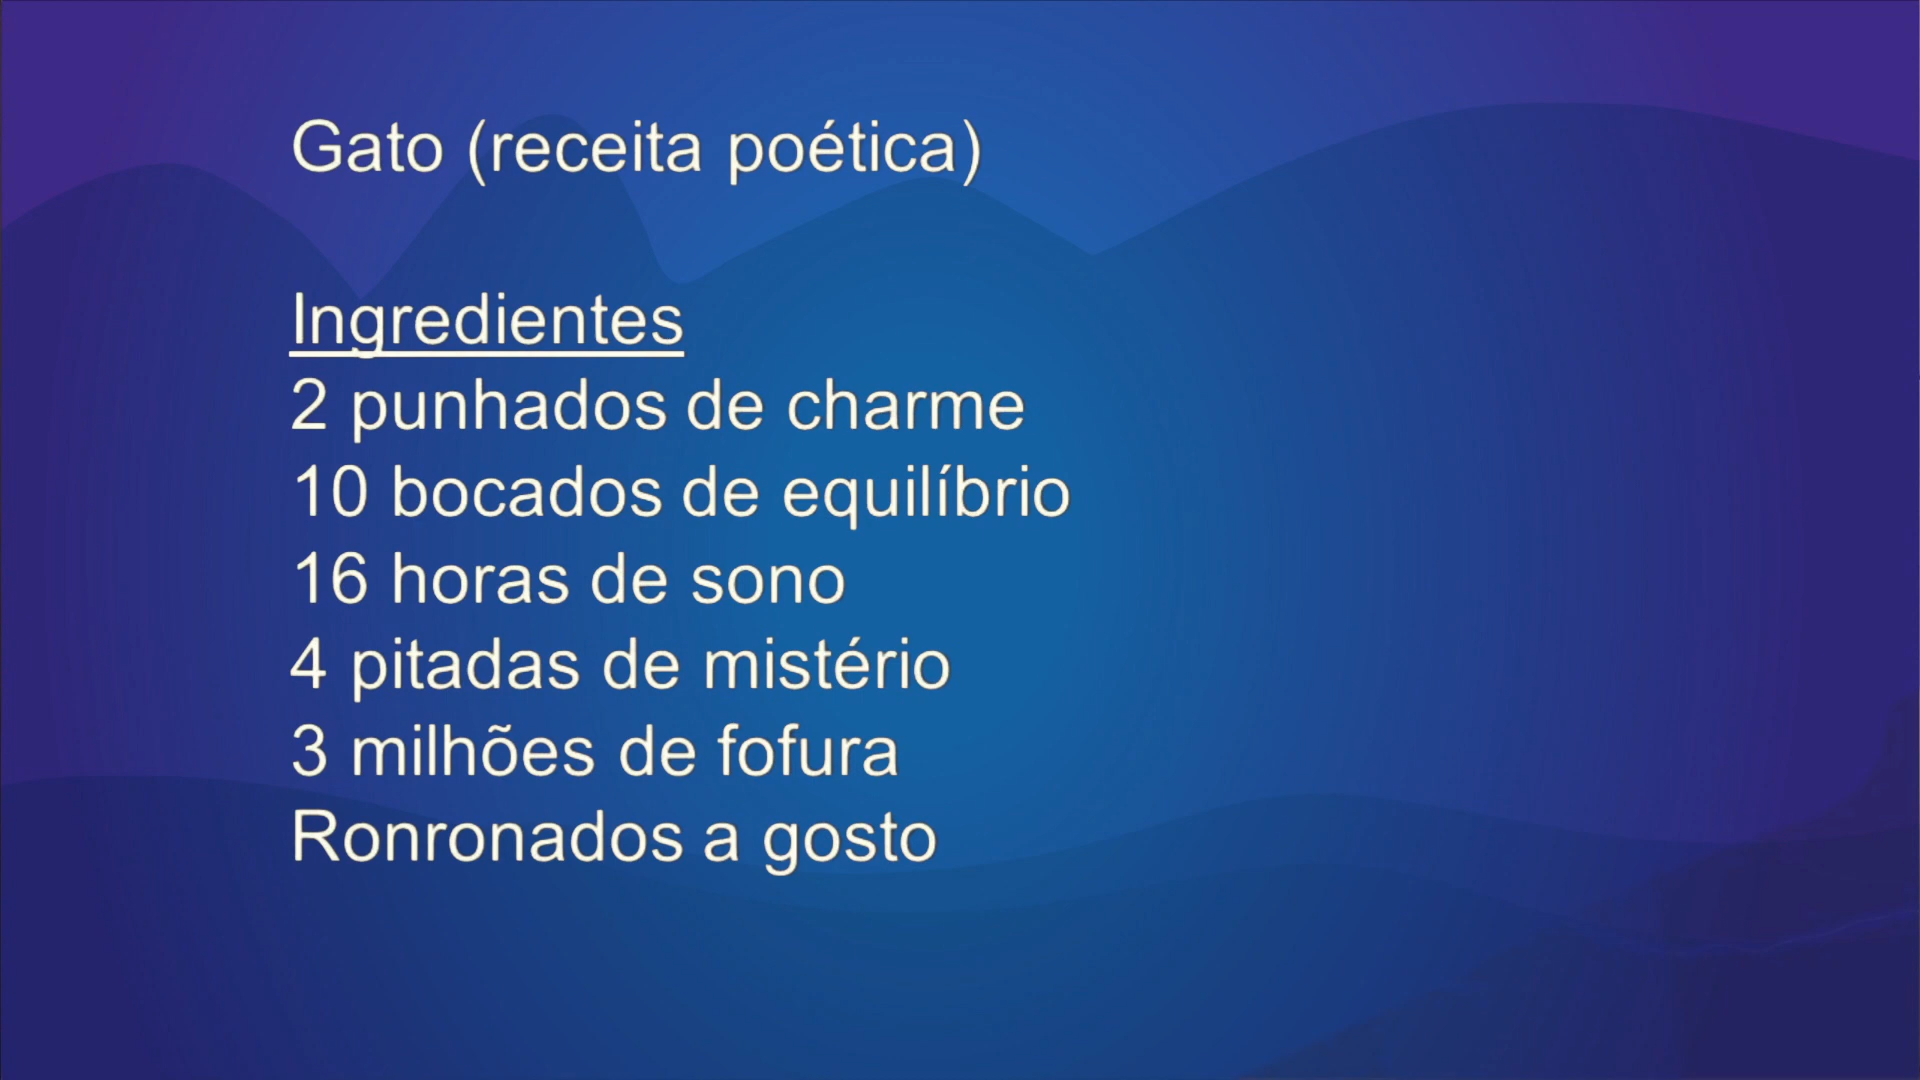 Gato (receita poética)
Ingredientes
2 punhados de charme
10 bocados de equilíbrio
16 horas de sono
4 pitadas de mistério
3 milhões de fofura
Ronronados a gosto